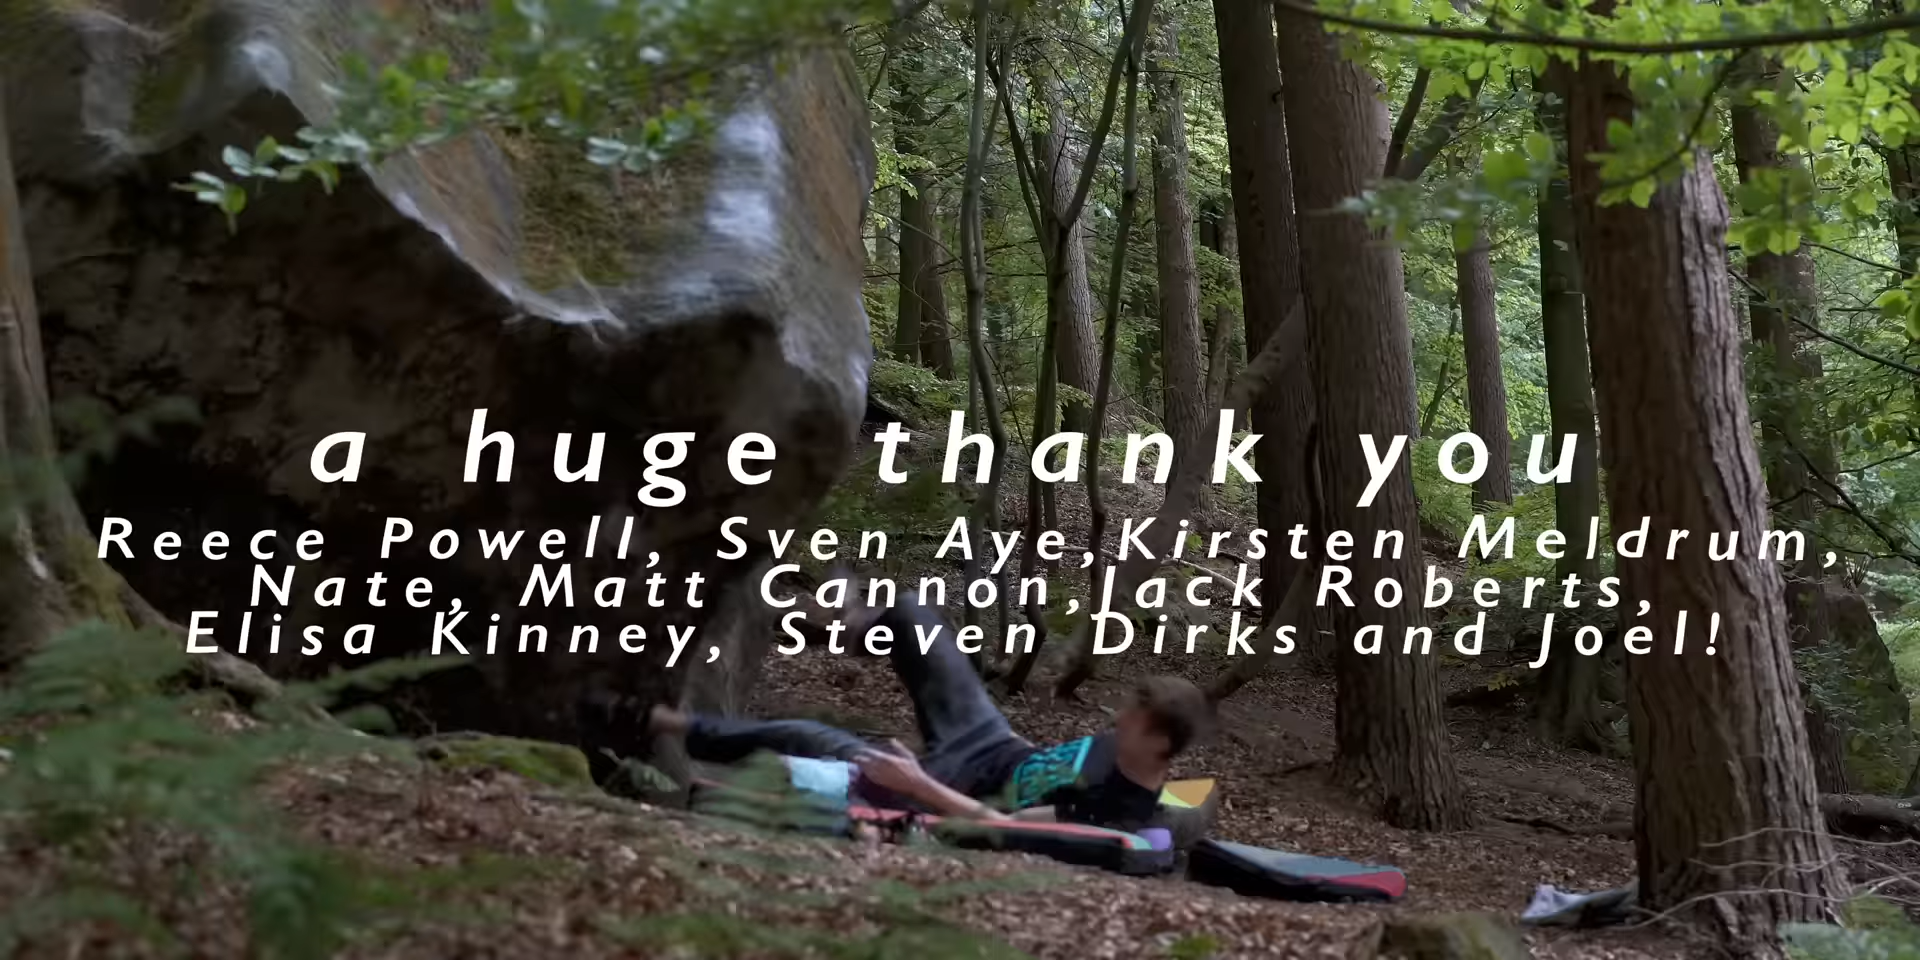 a huge thank you
Reece Powell, Sven Aye,Kirsten Meldrum,
Nate, Matt Cannon,Jack Roberts,
Elisa Kinney, Steven Dirks and Joel!